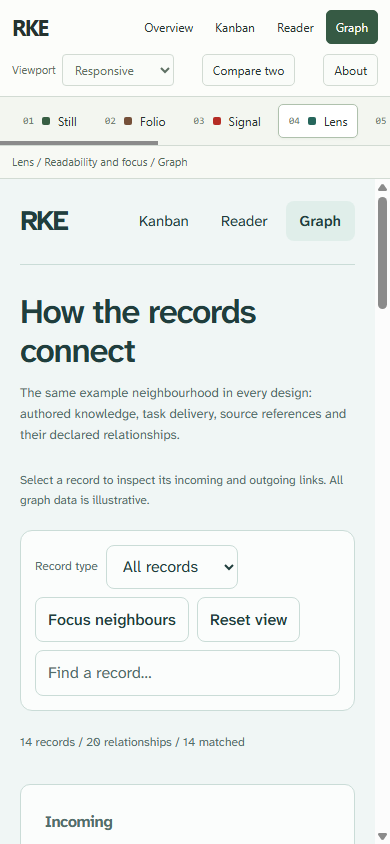 RKE Overview Kanban Reader Graph
Viewport Responsive Compare two About
01 Still 02 Folio 03 Signal 04 Lens 05
Lens / Readability and focus / Graph
RKE Kanban Reader Graph
How the records
connect
The same example neighbourhood in every design:
authored knowledge, task delivery, source references and
their declared relationships.
Select a record to inspect its incoming and outgoing links. All
graph data is illustrative.
Record type All records
Focus neighbours Reset view
Find a record...
14 records / 20 relationships / 14 matched
Incoming